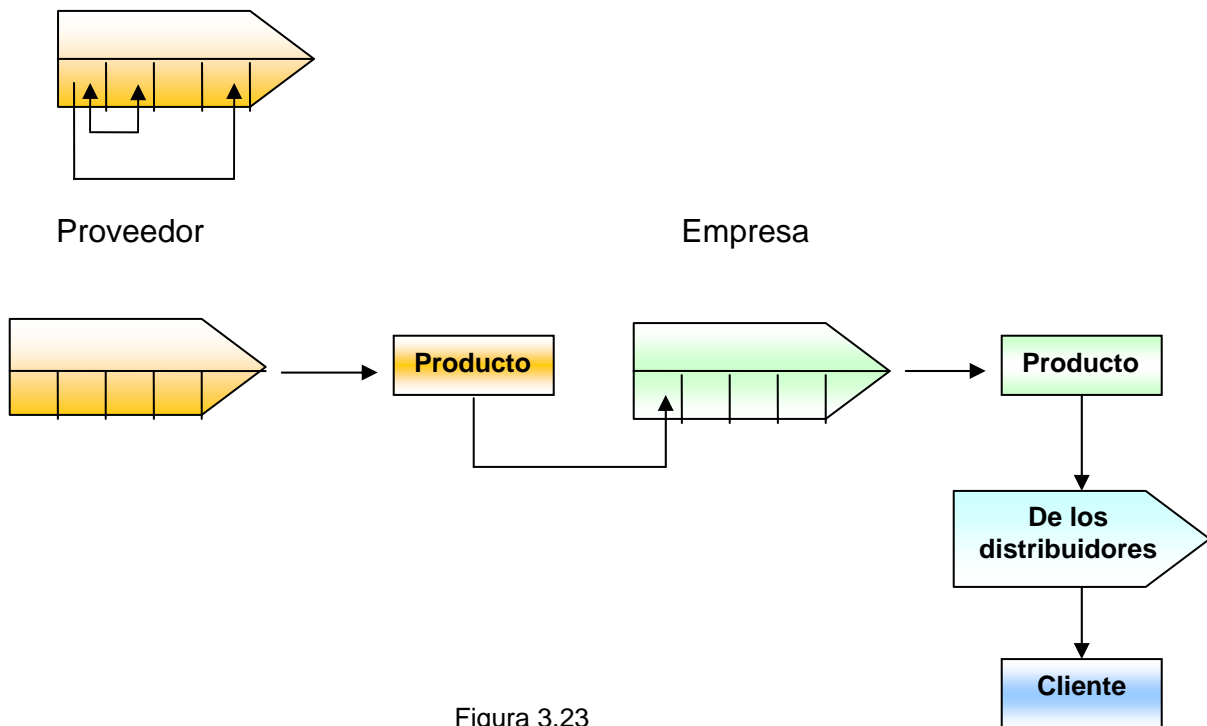 Proveedor
Empresa
Producto
Producto
De los
distribuidores
Cliente
Figura 3.23